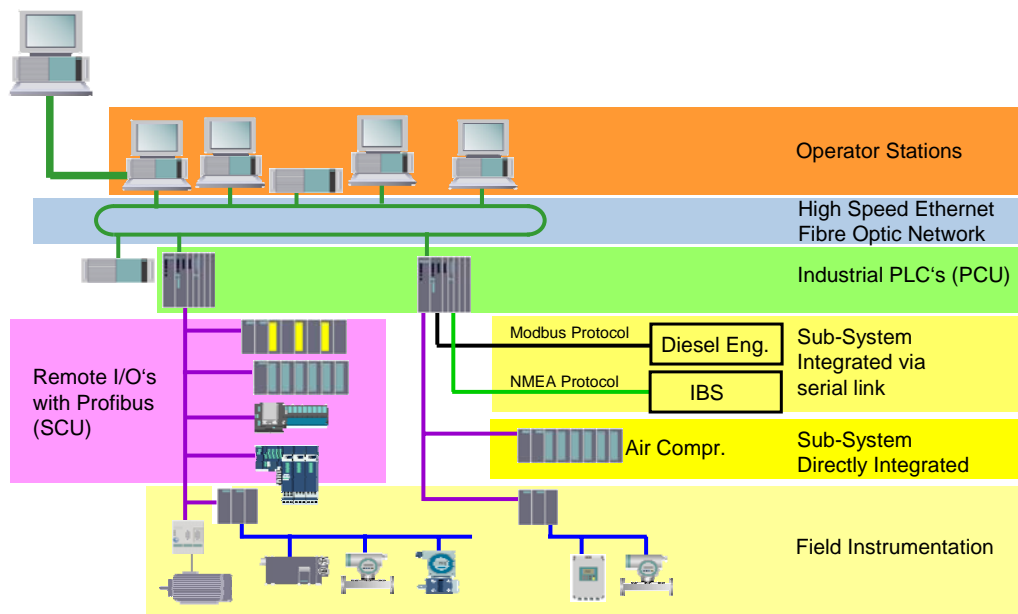 Operator Stations
High Speed Ethernet
Fibre Optic Network
Industrial PLC‘s (PCU)
Modbus Protocol
Diesel Eng.
Sub-System
Integrated via
serial link
NMEA Protocol
IBS
Remote I/O‘s
with Profibus
(SCU)
Air Compr.
Sub-System
Directly Integrated
Field Instrumentation